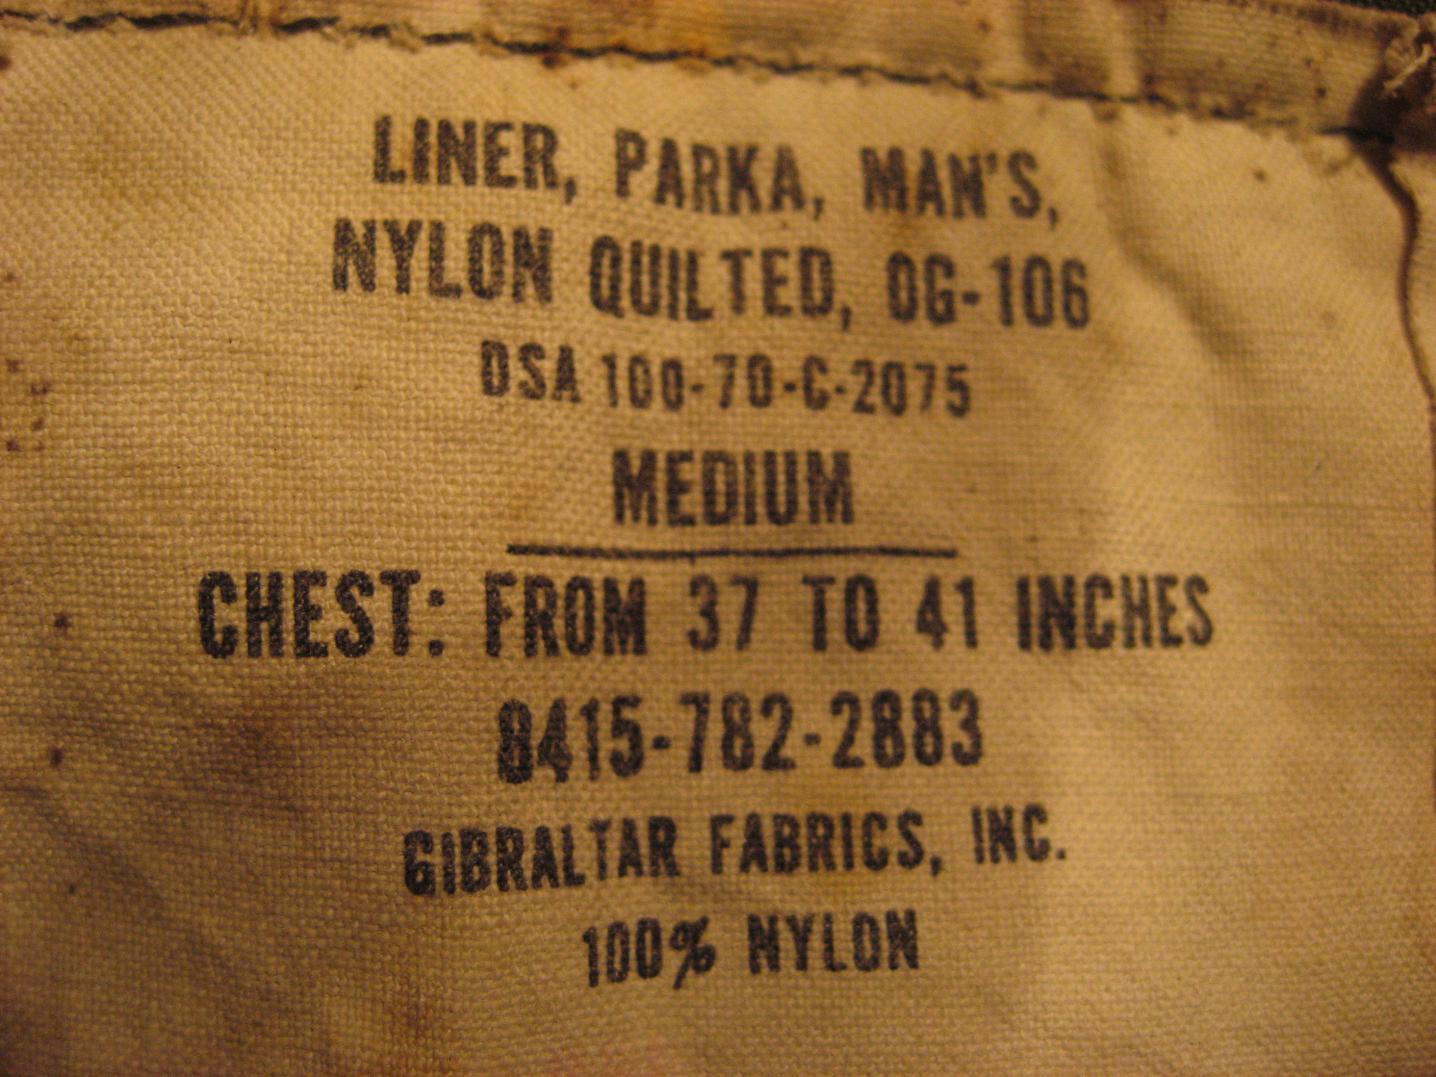 LINER, PARKA, MAN'S,
NYLON QUILTED, OG-106
DSA 100-70-C-2075
MEDIUM
CHEST: FROM 37 TO 41 INCHES
8415-782-2883
GIBRALTAR FABRICS, INC.
100% NYLON